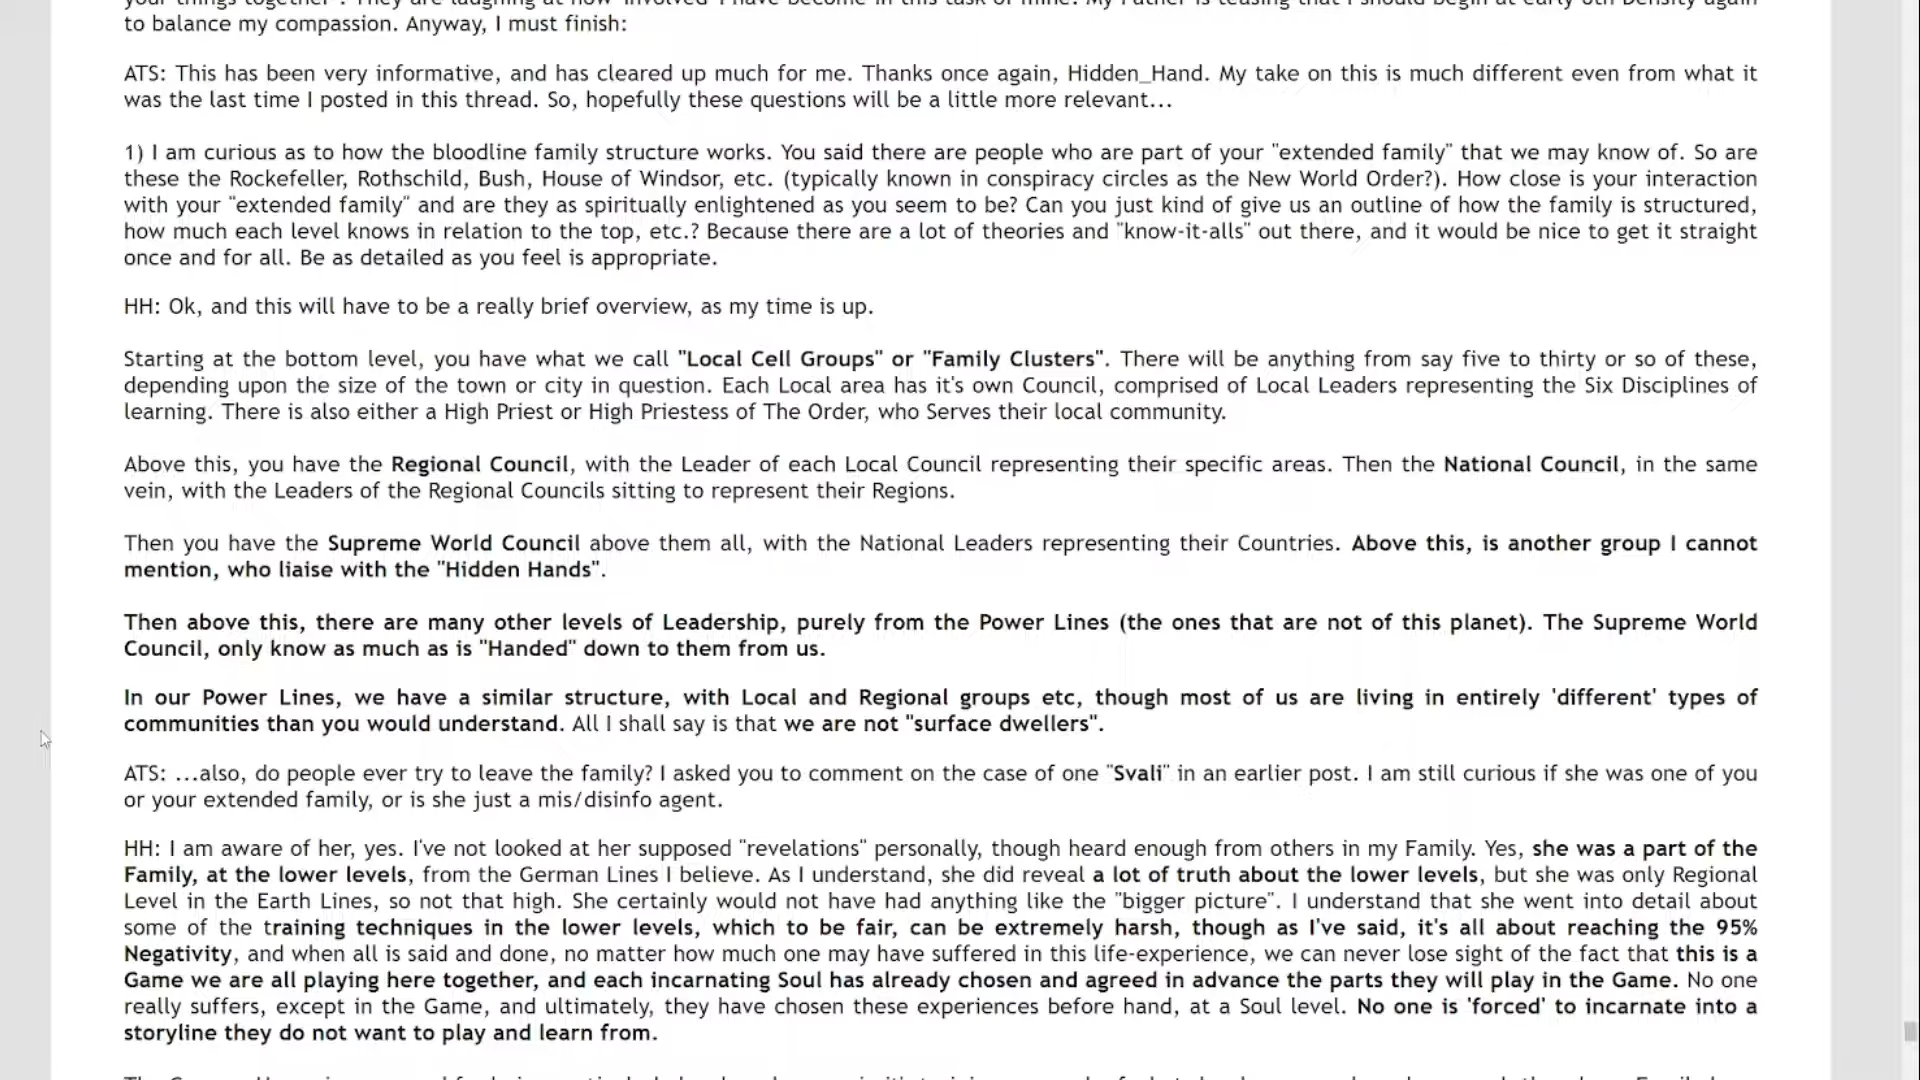 to balance my compassion. Anyway, I must finish:
ATS: This has been very informative, and has cleared up much for me. Thanks once again, Hidden_Hand. My take on this is much different even from what it
was the last time I posted in this thread. So, hopefully these questions will be a little more relevant...
1) I am curious as to how the bloodline family structure works. You said there are people who are part of your "extended family" that we may know of. So are
these the Rockefeller, Rothschild, Bush, House of Windsor, etc. (typically known in conspiracy circles as the New World Order?). How close is your interaction
with your "extended family" and are they as spiritually enlightened as you seem to be? Can you just kind of give us an outline of how the family is structured,
how much each level knows in relation to the top, etc.? Because there are a lot of theories and "know-it-alls" out there, and it would be nice to get it straight
once and for all. Be as detailed as you feel is appropriate.
HH: Ok, and this will have to be a really brief overview, as my time is up.
Starting at the bottom level, you have what we call "Local Cell Groups" or "Family Clusters". There will be anything from say five to thirty or so of these,
depending upon the size of the town or city in question. Each Local area has it's own Council, comprised of Local Leaders representing the Six Disciplines of
learning. There is also either a High Priest or High Priestess of The Order, who Serves their local community.
Above this, you have the Regional Council, with the Leader of each Local Council representing their specific areas. Then the National Council, in the same
vein, with the Leaders of the Regional Councils sitting to represent their Regions.
Then you have the Supreme World Council above them all, with the National Leaders representing their Countries. Above this, is another group I cannot
mention, who liaise with the "Hidden Hands".
Then above this, there are many other levels of Leadership, purely from the Power Lines (the ones that are not of this planet). The Supreme World
Council, only know as much as is "Handed" down to them from us.
In our Power Lines, we have a similar structure, with Local and Regional groups etc, though most of us are living in entirely 'different' types of
communities than you would understand. All I shall say is that we are not "surface dwellers".
ATS: ...also, do people ever try to leave the family? I asked you to comment on the case of one "Svali" in an earlier post. I am still curious if she was one of you
or your extended family, or is she just a mis/disinfo agent.
HH: I am aware of her, yes. I've not looked at her supposed "revelations" personally, though heard enough from others in my Family. Yes, she was a part of the
Family, at the lower levels, from the German Lines I believe. As I understand, she did reveal a lot of truth about the lower levels, but she was only Regional
Level in the Earth Lines, so not that high. She certainly would not have had anything like the "bigger picture". I understand that she went into detail about
some of the training techniques in the lower levels, which to be fair, can be extremely harsh, though as I've said, it's all about reaching the 95%
Negativity, and when all is said and done, no matter how much one may have suffered in this life-experience, we can never lose sight of the fact that this is a
Game we are all playing here together, and each incarnating Soul has already chosen and agreed in advance the parts they will play in the Game. No one
really suffers, except in the Game, and ultimately, they have chosen these experiences before hand, at a Soul level. No one is 'forced' to incarnate into a
storyline they do not want to play and learn from.